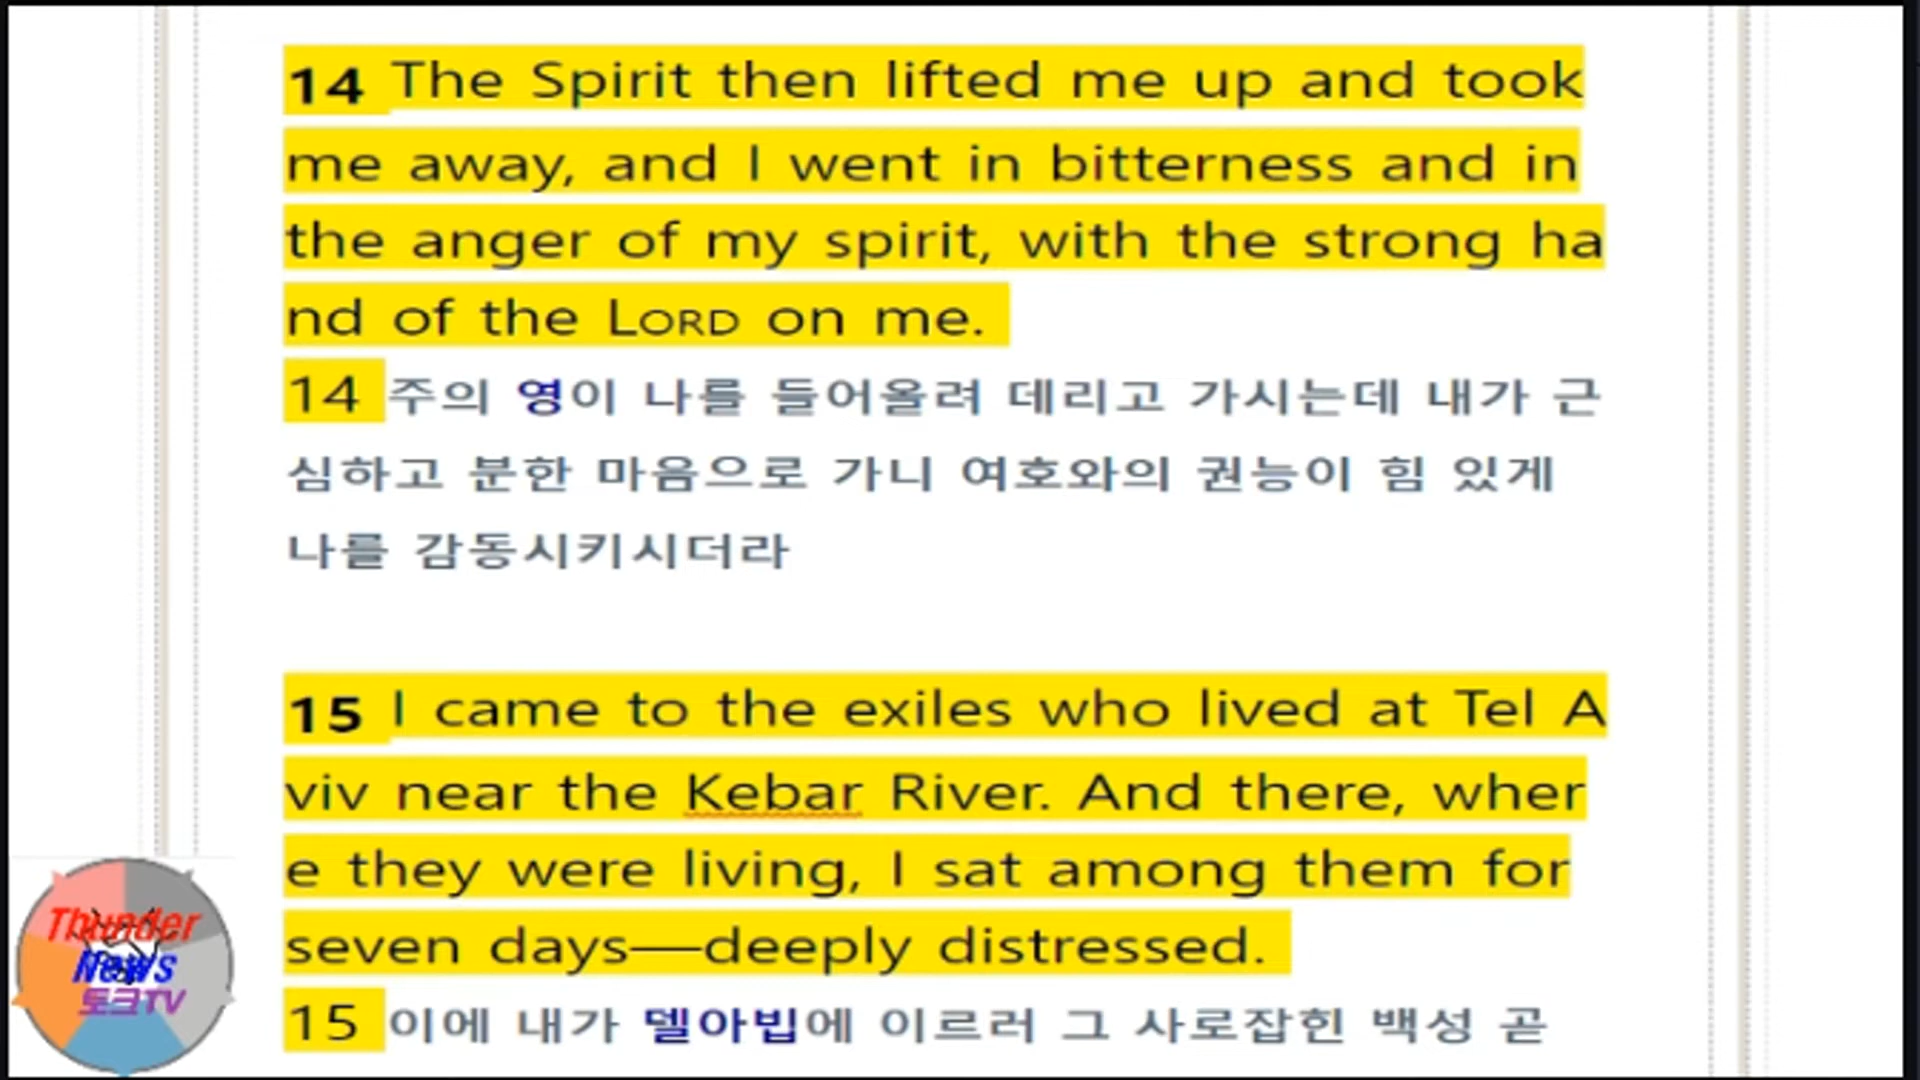 14 The Spirit then lifted me up and took
me away, and I went in bitterness and in
the anger of my spirit, with the strong ha
nd of the LORD on me.
14 주의 영이 나를 들어올려 데리고 가시는데 내가 근
심하고 분한 마음으로 가니 여호와의 권능이 힘 있게
나를 감동시키시더라
15 I came to the exiles who lived at Tel A
viv near the Kebar River. And there, wher
e they were living, I sat among them for
seven days—deeply distressed.
15 이에 내가 델아빕에 이르러 그 사로잡힌 백성 곧
Thunder
News
토크TV